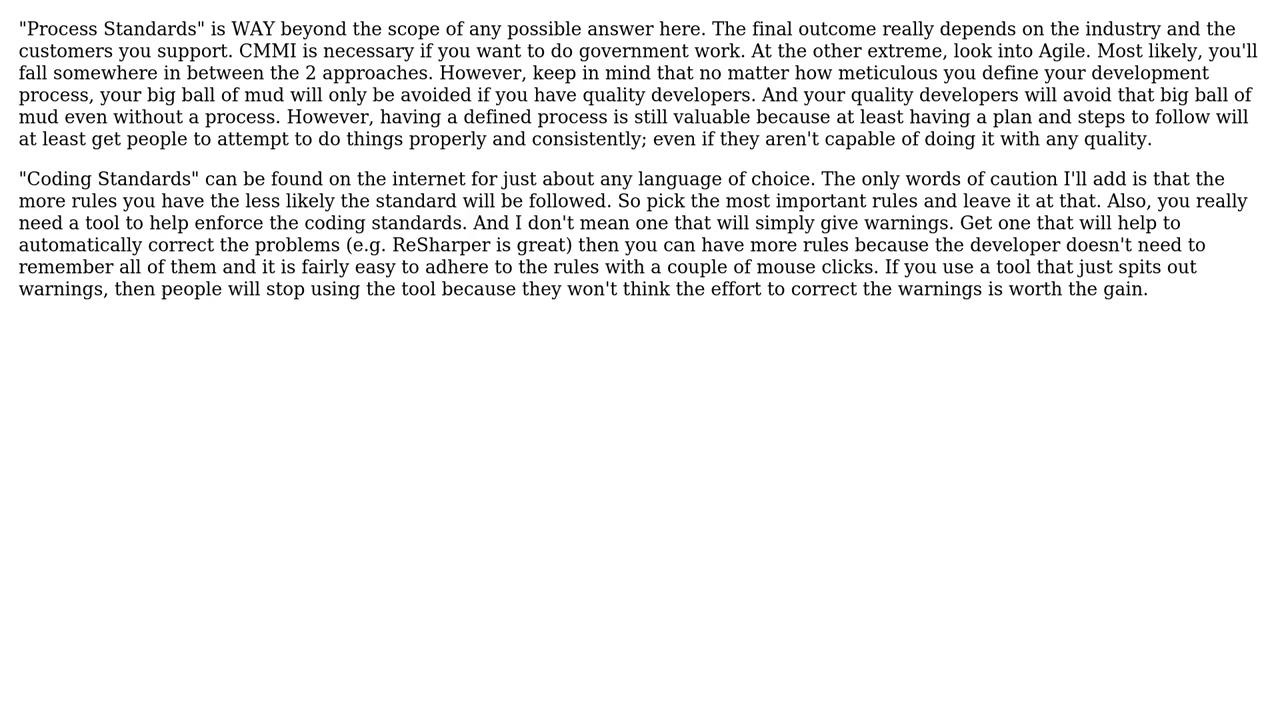 "Process Standards" is WAY beyond the scope of any possible answer here. The final outcome really depends on the industry and the
customers you support. CMMI is necessary if you want to do government work. At the other extreme, look into Agile. Most likely, you'll
fall somewhere in between the 2 approaches. However, keep in mind that no matter how meticulous you define your development
process, your big ball of mud will only be avoided if you have quality developers. And your quality developers will avoid that big ball of
mud even without a process. However, having a defined process is still valuable because at least having a plan and steps to follow will
at least get people to attempt to do things properly and consistently; even if they aren't capable of doing it with any quality.
"Coding Standards" can be found on the internet for just about any language of choice. The only words of caution I'll add is that the
more rules you have the less likely the standard will be followed. So pick the most important rules and leave it at that. Also, you really
need a tool to help enforce the coding standards. And I don't mean one that will simply give warnings. Get one that will help to
automatically correct the problems (e.g. ReSharper is great) then you can have more rules because the developer doesn't need to
remember all of them and it is fairly easy to adhere to the rules with a couple of mouse clicks. If you use a tool that just spits out
warnings, then people will stop using the tool because they won't think the effort to correct the warnings is worth the gain.